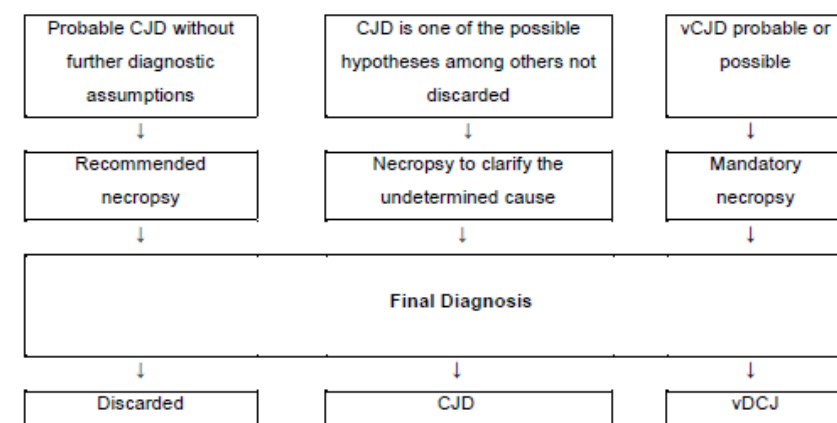 Probable CJD without
further diagnostic
assumptions
CJD is one of the possible
hypotheses among others not
discarded
vCJD probable or
possible
↓
↓
↓
Recommended
necropsy
Necropsy to clarify the
undetermined cause
Mandatory
necropsy
↓
↓
↓
Final Diagnosis
↓
↓
↓
Discarded
CJD
vDCJ